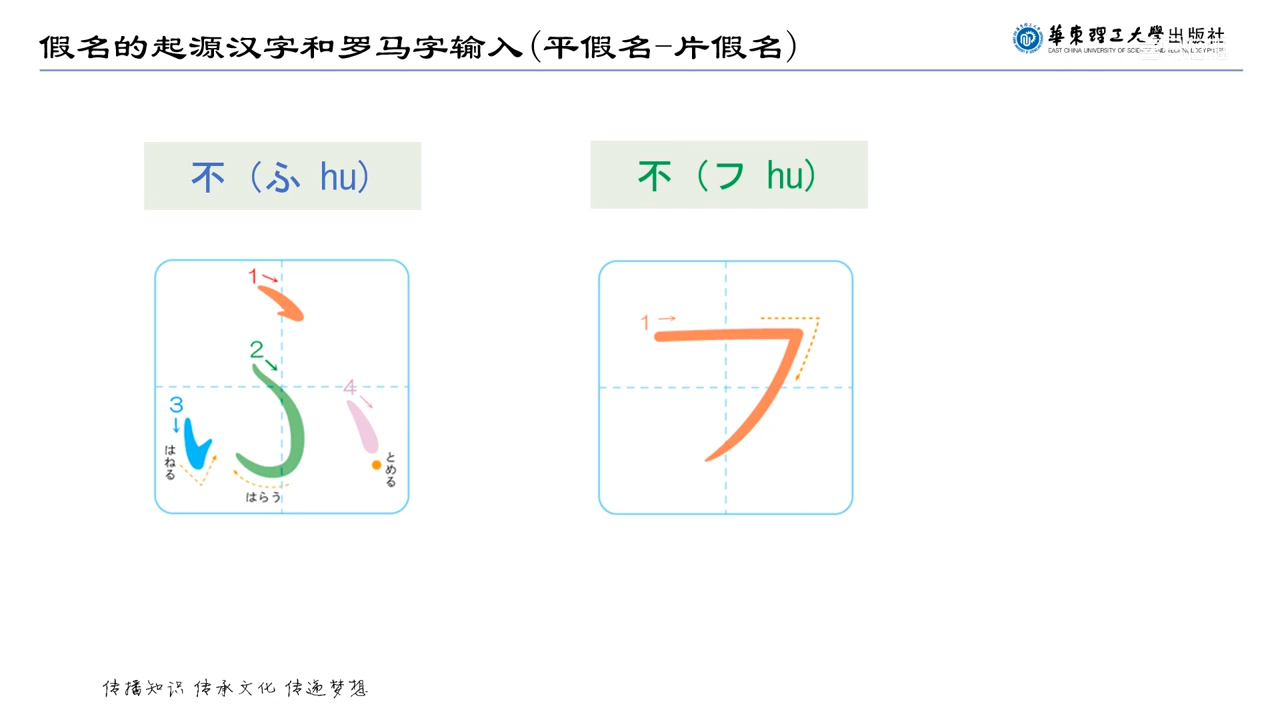 假名的起源汉字和罗马字输入(平假名-片假名)
華東理工大學出版社
不（ふ hu）
不（フ hu）
1
2
3
4
はねる
はらう
とめる
1
传播知识 传承文化 传递梦想